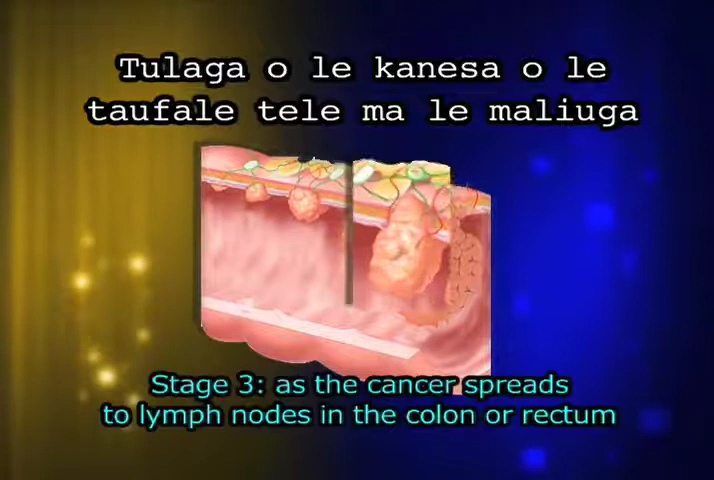 Tulaga o le kanesa o le
taufale tele ma le maliuga
Stage 3: as the cancer spreads
to lymph nodes in the colon or rectum